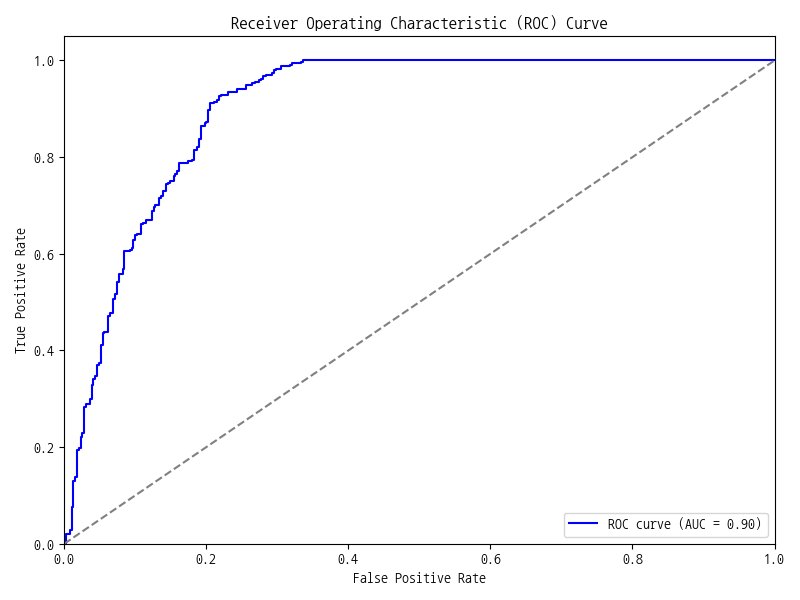 Receiver Operating Characteristic (ROC) Curve
True Positive Rate
1.0
0.8
0.6
0.4
0.2
0.0
0.0 0.2 0.4 0.6 0.8 1.0
False Positive Rate
ROC curve (AUC = 0.90)